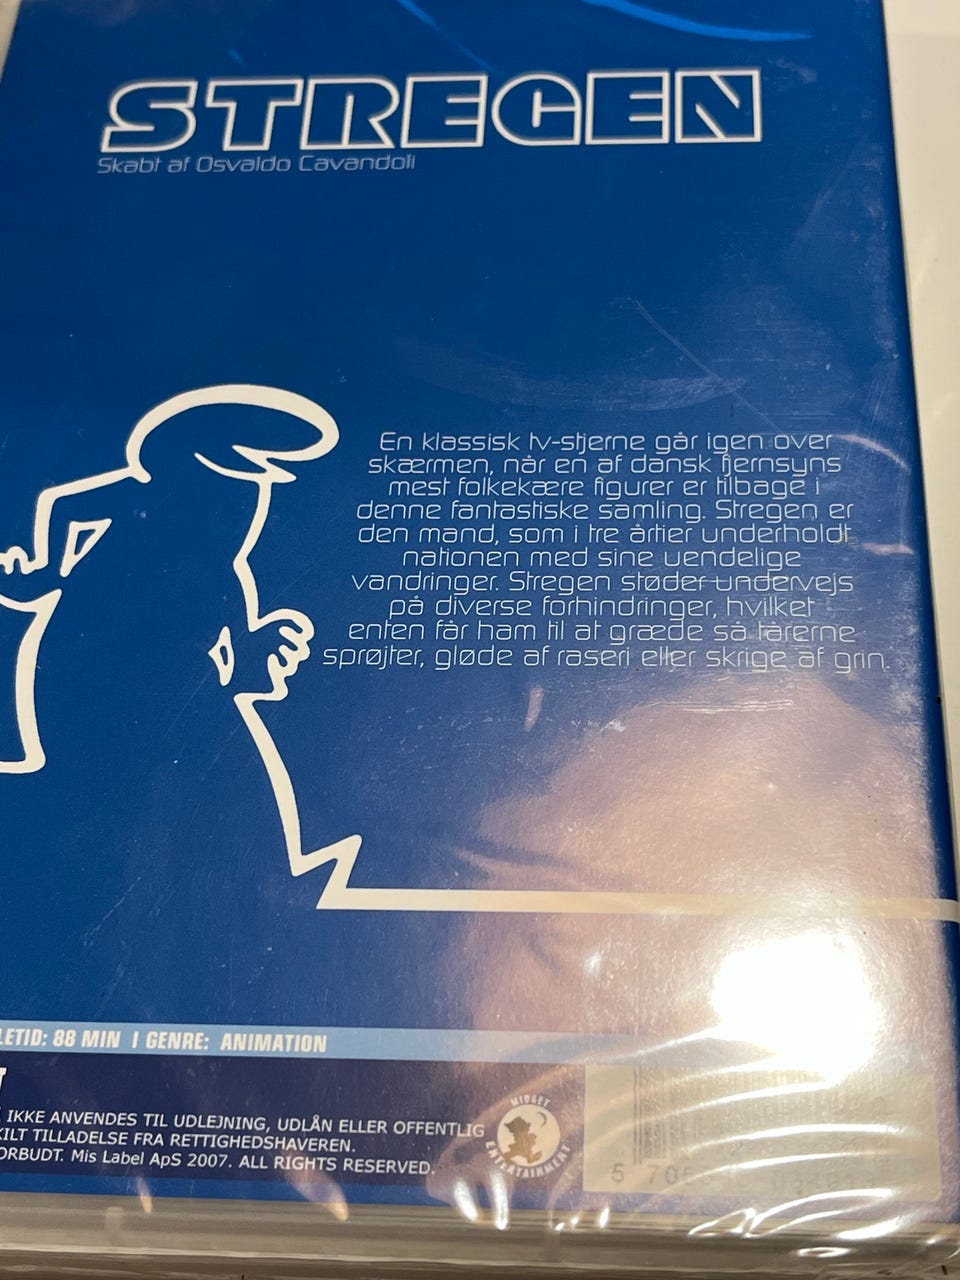 STREGEN
Skabt af Osvaldo Cavandoli
En klassisk tv-stjerne går igen over
skærmen, når en af dansk fjernsyns
mest folkekære figurer er tilbage i
denne fantastiske samling. Stregen er
den mand, som i tre årtier underholdt
nationen med sine uendelige
vandringer. Stregen støder undervejs
på diverse forhindringer, hvilket
enten får ham til at græde så tårerne
sprøjter, gløde af raseri eller skrige af grin.
LETID: 88 MIN I GENRE: ANIMATION
IKKE ANVENDES TIL UDLEJNING, UDLÅN ELLER OFFENTLIG
KILT TILLADELSE FRA RETTIGHEDSHAVEREN.
ORBUDT. Mis Label ApS 2007. ALL RIGHTS RESERVED.
MIDGET
ENTERTAINMENT